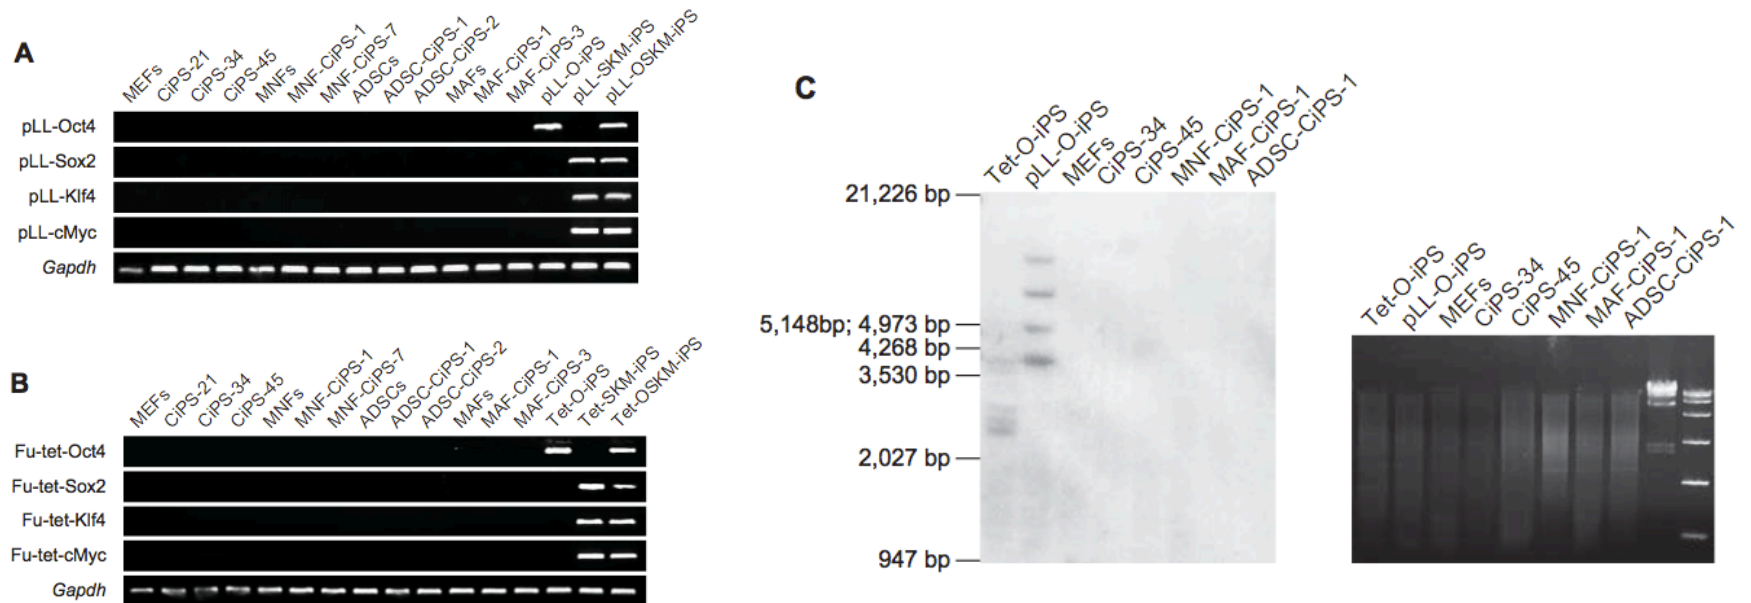 A
MEFs
CiPS-21
CiPS-34
CiPS-45
MNFs
MNF-CiPS-1
MNF-CiPS-7
ADSCs
ADSC-CiPS-1
ADSC-CiPS-2
MAFs
MAF-CiPS-1
MAF-CiPS-3
pLL-O-iPS
pLL-SKM-iPS
pLL-OSKM-iPS
pLL-Oct4
pLL-Sox2
pLL-Klf4
pLL-cMyc
Gapdh
B
MEFs
CiPS-21
CiPS-34
CiPS-45
MNFs
MNF-CiPS-1
MNF-CiPS-7
ADSCs
ADSC-CiPS-1
ADSC-CiPS-2
MAFs
MAF-CiPS-1
MAF-CiPS-3
Tet-O-iPS
Tet-SKM-iPS
Tet-OSKM-iPS
Fu-tet-Oct4
Fu-tet-Sox2
Fu-tet-Klf4
Fu-tet-cMyc
Gapdh
C
Tet-O-iPS
pLL-O-iPS
MEFs
CiPS-34
CiPS-45
MNF-CiPS-1
MAF-CiPS-1
ADSC-CiPS-1
21,226 bp
5,148bp; 4,973 bp
4,268 bp
3,530 bp
2,027 bp
947 bp
Tet-O-iPS
pLL-O-iPS
MEFs
CiPS-34
CiPS-45
MNF-CiPS-1
MAF-CiPS-1
ADSC-CiPS-1